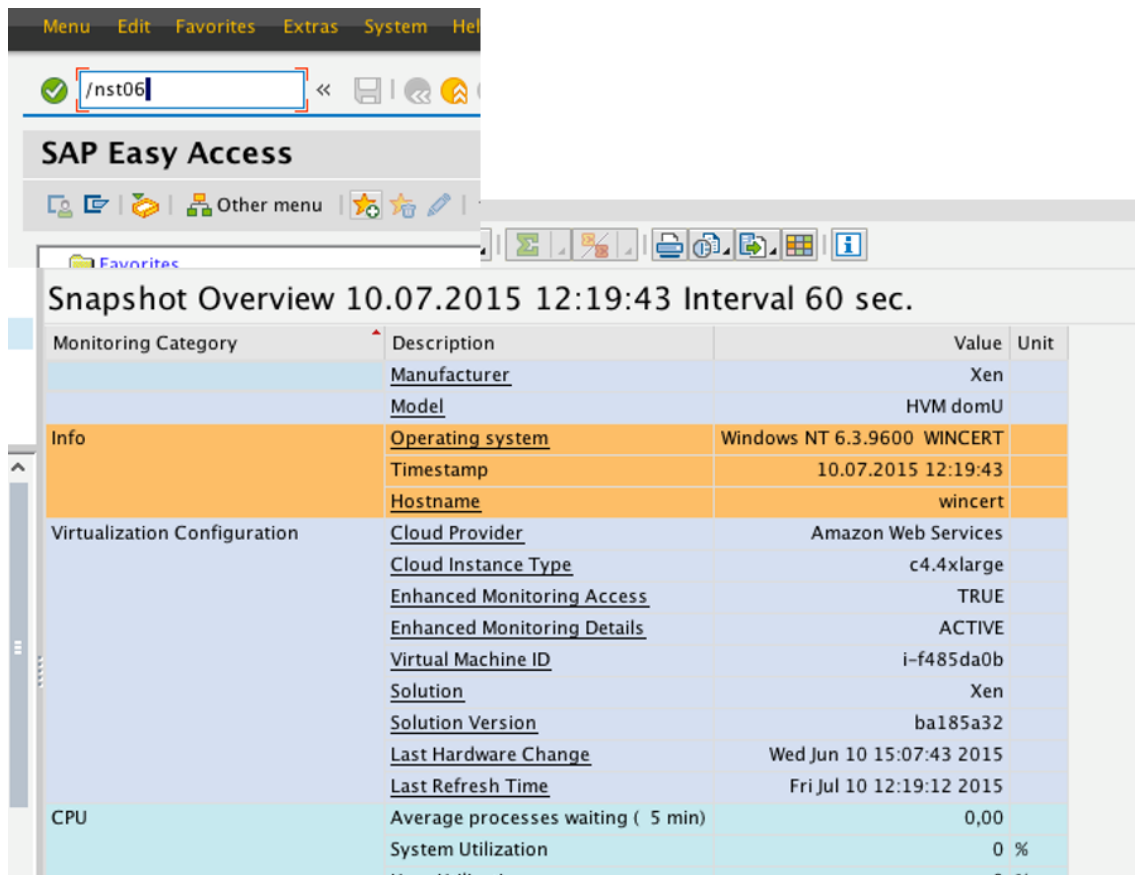 Menu Edit Favorites Extras System Hel
/nst06
SAP Easy Access
Other menu
Favorites
Snapshot Overview 10.07.2015 12:19:43 Interval 60 sec.
Monitoring Category Description Value Unit
Manufacturer Xen
Model HVM domU
Info Operating system Windows NT 6.3.9600 WINCERT
Timestamp 10.07.2015 12:19:43
Hostname wincert
Virtualization Configuration Cloud Provider Amazon Web Services
Cloud Instance Type c4.4xlarge
Enhanced Monitoring Access TRUE
Enhanced Monitoring Details ACTIVE
Virtual Machine ID i-f485da0b
Solution Xen
Solution Version ba185a32
Last Hardware Change Wed Jun 10 15:07:43 2015
Last Refresh Time Fri Jul 10 12:19:12 2015
CPU Average processes waiting ( 5 min) 0,00
System Utilization 0 %